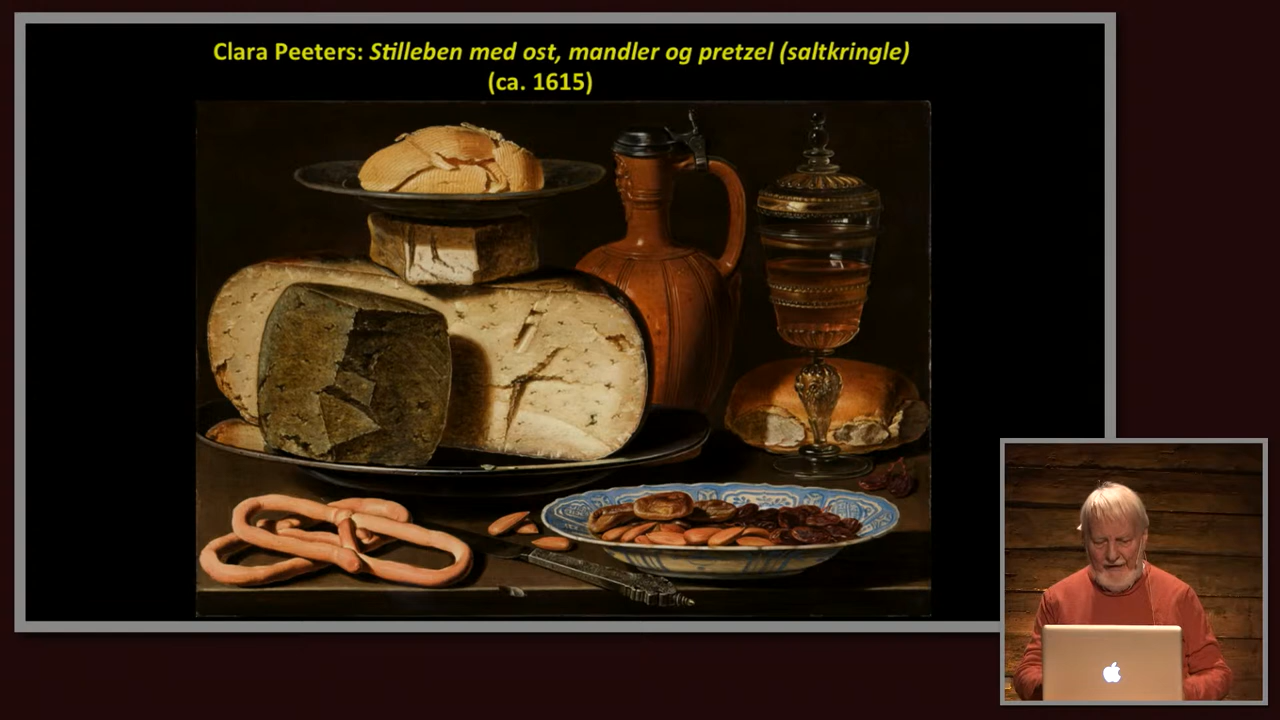 Clara Peeters: Stilleben med ost, mandler og pretzel (saltkringle)
(ca. 1615)